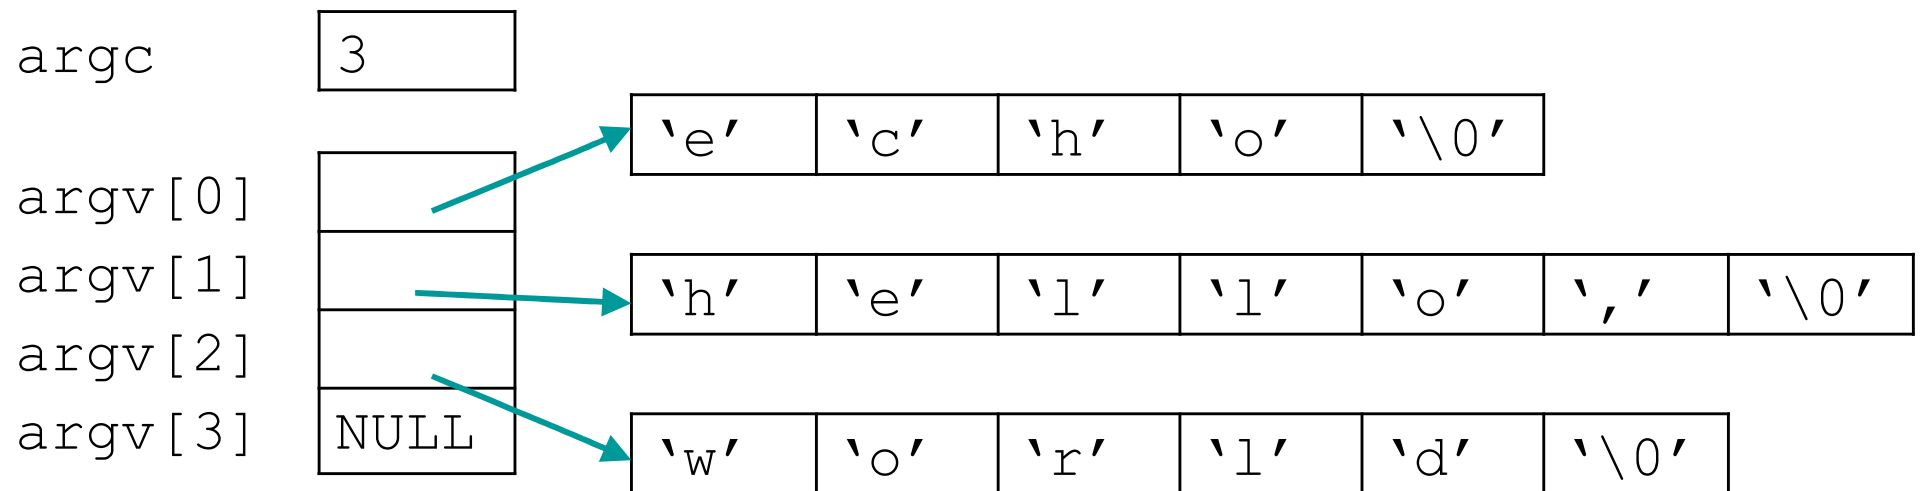 argc 3
‘e’ ‘c’ ‘h’ ‘o’ ‘\0’
argv[0]
argv[1] ‘h’ ‘e’ ‘l’ ‘l’ ‘o’ ‘,’ ‘\0’
argv[2]
argv[3] NULL ‘w’ ‘o’ ‘r’ ‘l’ ‘d’ ‘\0’